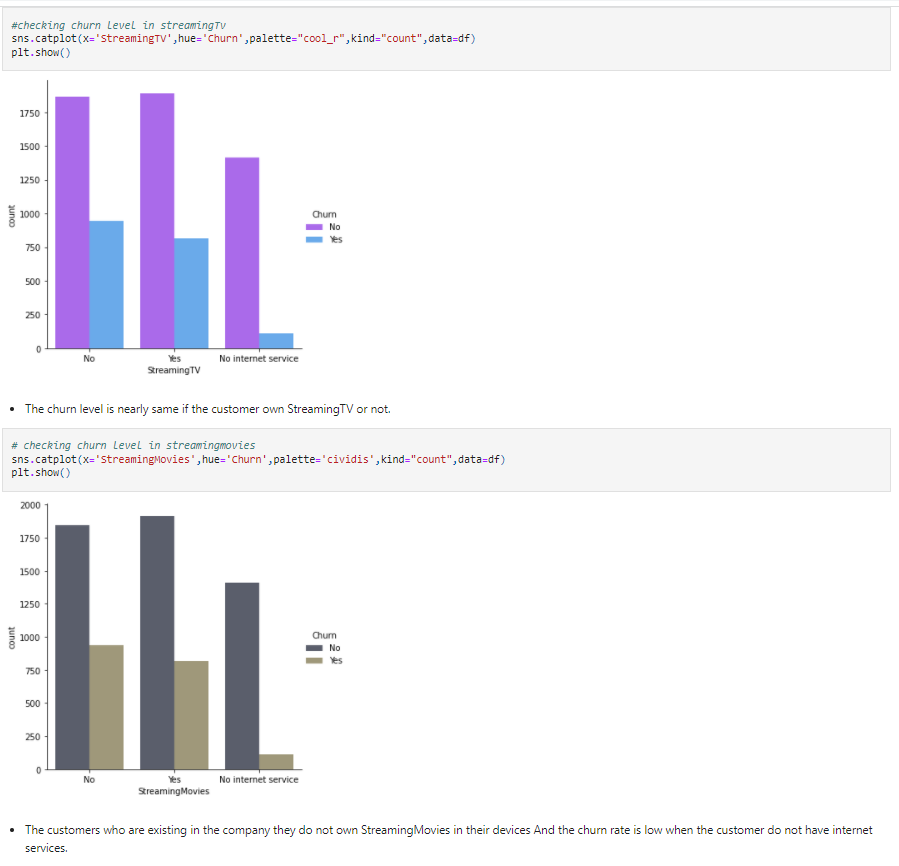 #checking churn level in streamingTv
sns.catplot(x='StreamingTV',hue='Churn',palette="cool_r",kind="count",data=df)
plt.show()
1750
1500
1250
1000
750
500
250
0
count
No
Yes
No internet service
StreamingTV
Churn
No
Yes
• The churn level is nearly same if the customer own StreamingTV or not.
# checking churn level in streamingmovies
sns.catplot(x='StreamingMovies',hue='Churn',palette='cividis',kind="count",data=df)
plt.show()
2000
1750
1500
1250
1000
750
500
250
0
count
No
Yes
No internet service
StreamingMovies
Churn
No
Yes
• The customers who are existing in the company they do not own StreamingMovies in their devices And the churn rate is low when the customer do not have internet
services.